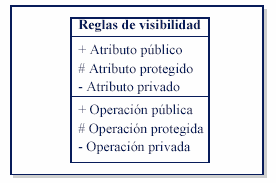 Reglas de visibilidad
+ Atributo público
# Atributo protegido
- Atributo privado
+ Operación pública
# Operación protegida
- Operación privada